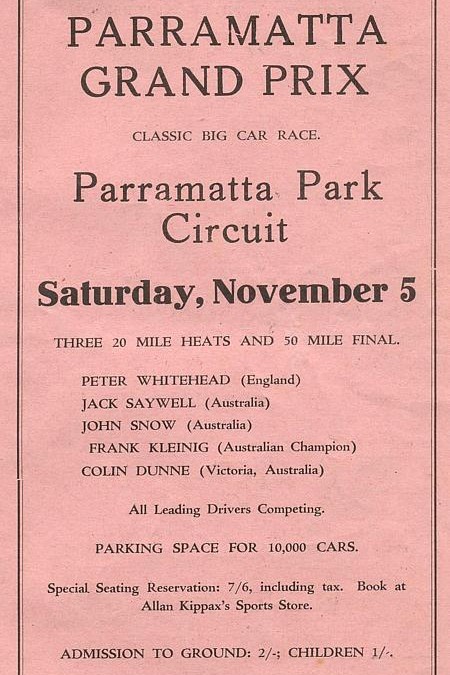 PARRAMATTA
GRAND PRIX
CLASSIC BIG CAR RACE.
Parramatta Park
Circuit
Saturday, November 5
THREE 20 MILE HEATS AND 50 MILE FINAL.
PETER WHITEHEAD (England)
JACK SAYWELL (Australia)
JOHN SNOW (Australia)
FRANK KLEINIG (Australian Champion)
COLIN DUNNE (Victoria, Australia)
All Leading Drivers Competing.
PARKING SPACE FOR 10,000 CARS.
Special Seating Reservation: 7/6, including tax. Book at
Allan Kippax's Sports Store.
ADMISSION TO GROUND: 2/-; CHILDREN 1/-.